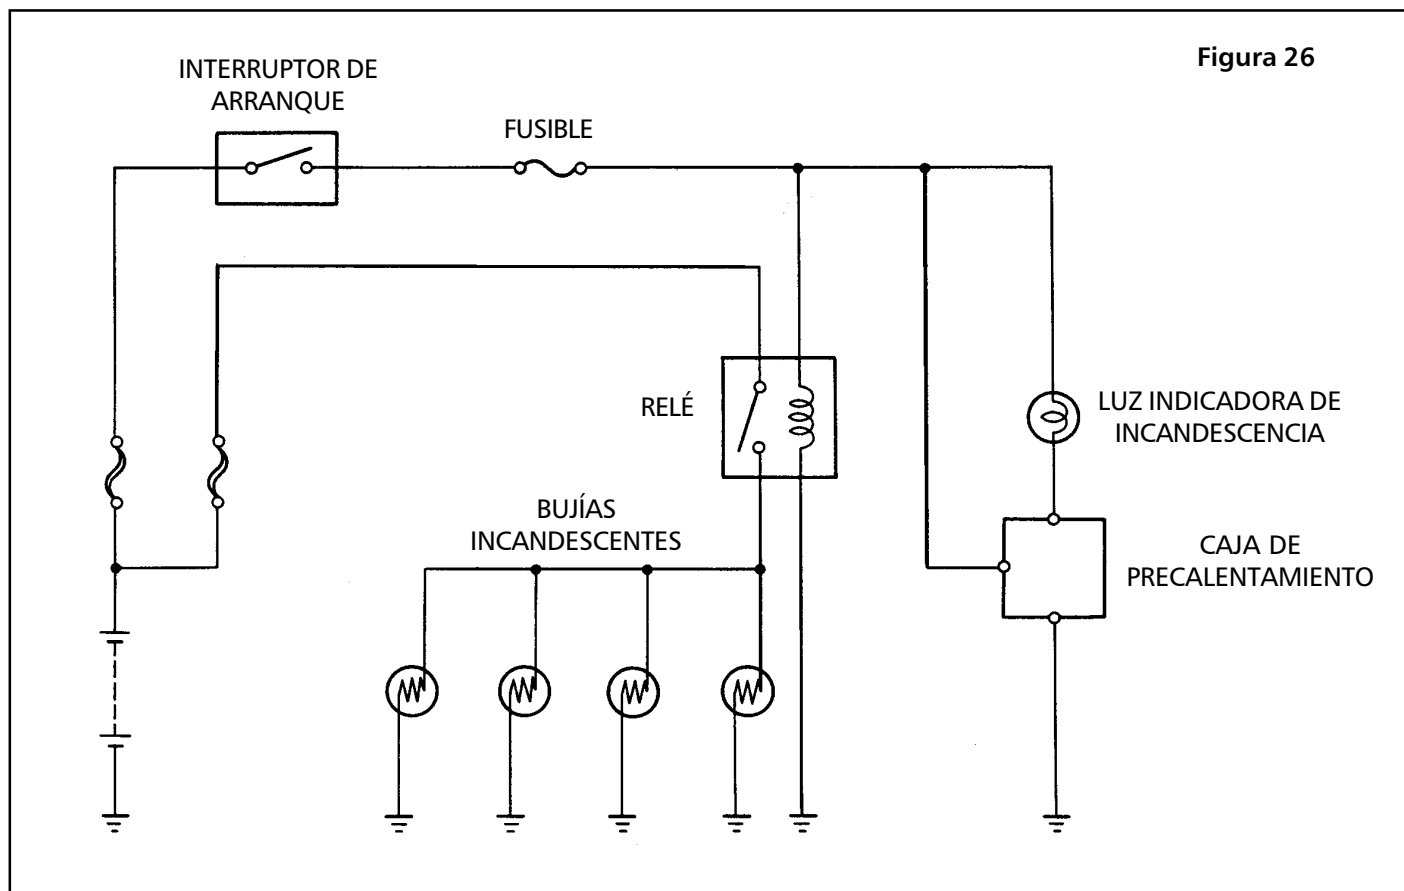 Figura 26
INTERRUPTOR DE
ARRANQUE
FUSIBLE
RELÉ
LUZ INDICADORA DE
INCANDESCENCIA
BUJÍAS
INCANDESCENTES
CAJA DE
PRECALENTAMIENTO